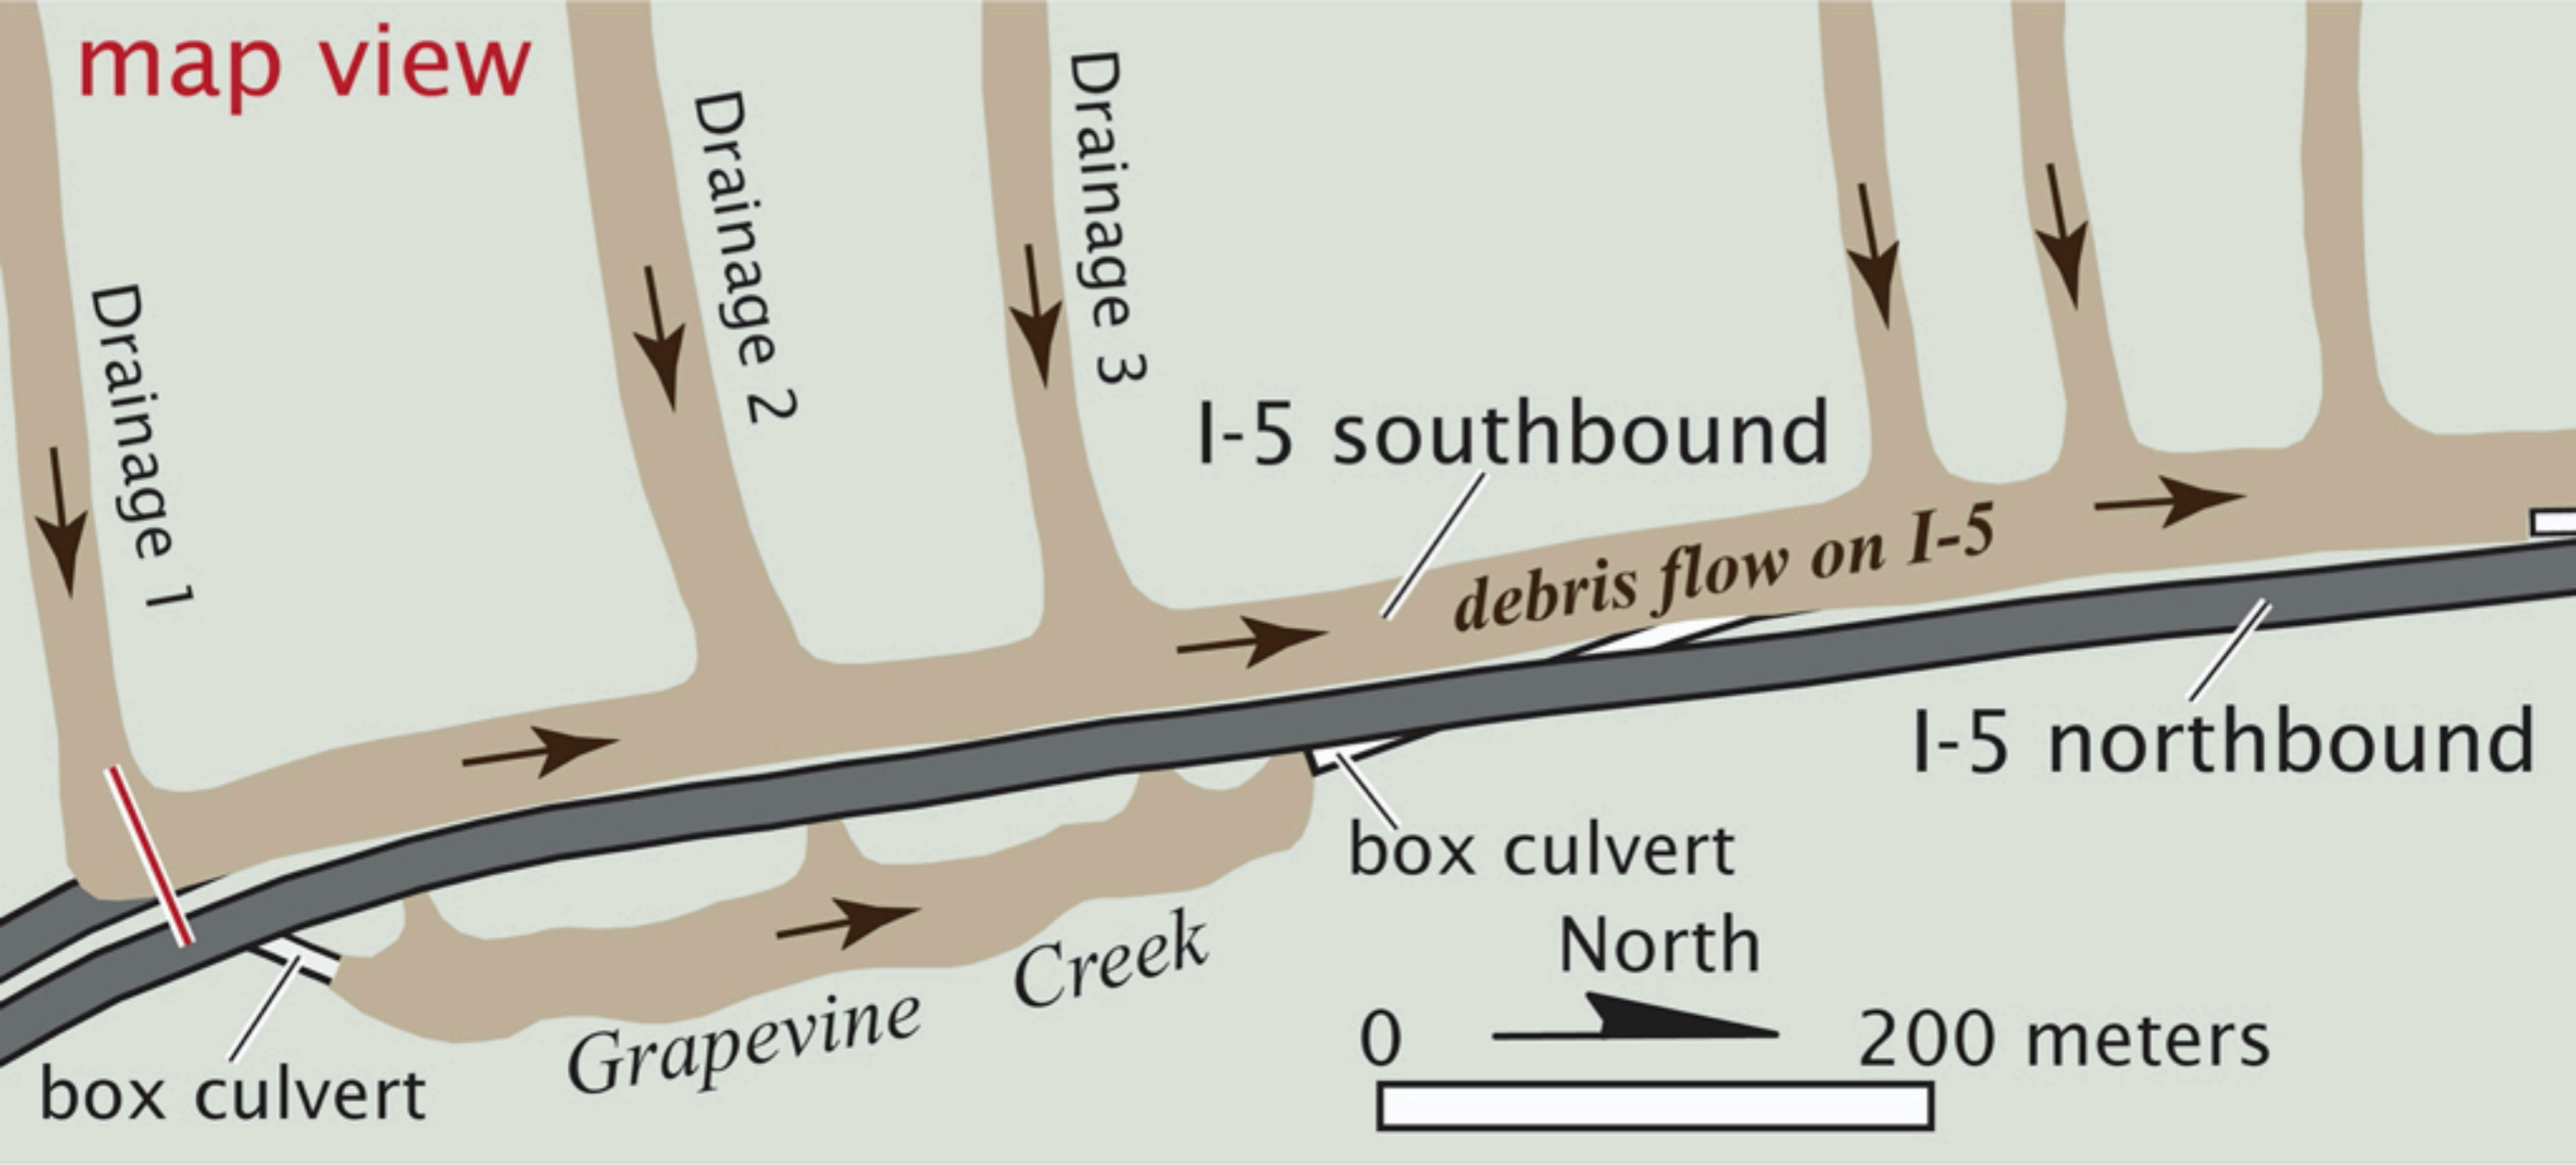 map view
Drainage 1
Drainage 2
Drainage 3
I-5 southbound
debris flow on I-5
I-5 northbound
box culvert
Grapevine Creek
box culvert
North
0
200 meters